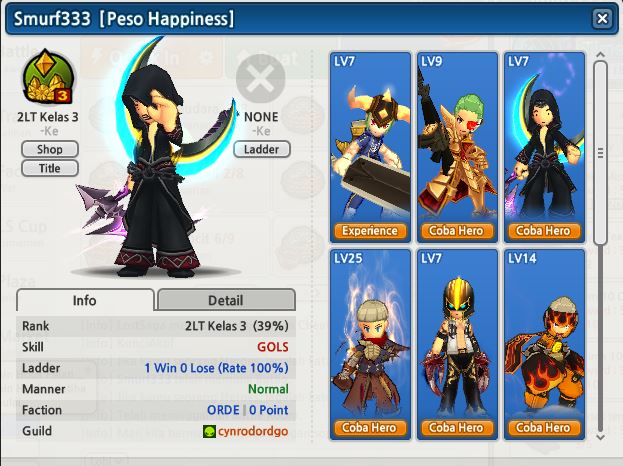 Smurf333 [Peso Happiness]
3
2LT Kelas 3
-Ke
Shop
Title
NONE
-Ke
Ladder
LV7
Experience
LV9
Coba Hero
LV7
Coba Hero
LV25
Coba Hero
LV7
Coba Hero
LV14
Coba Hero
Info
Detail
Rank 2LT Kelas 3 (39%)
Skill GOLS
Ladder 1 Win 0 Lose (Rate 100%)
Manner Normal
Faction ORDE | 0 Point
Guild cynrodordgo